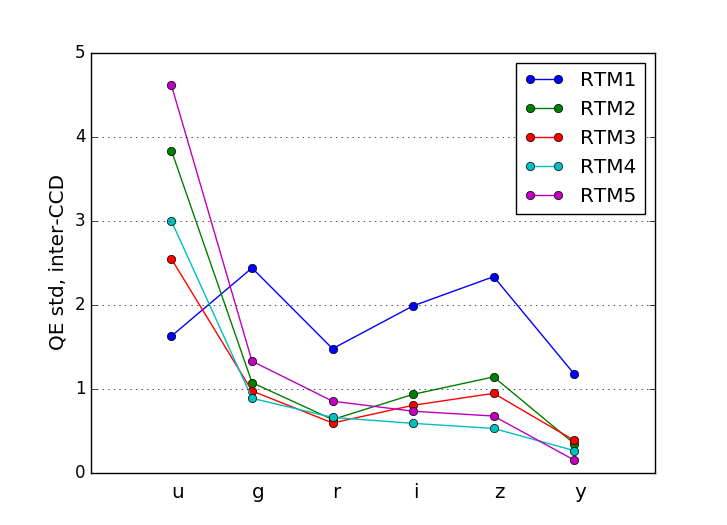 5
4
3
2
1
0
QE std, inter-CCD
u g r i z y
RTM1
RTM2
RTM3
RTM4
RTM5